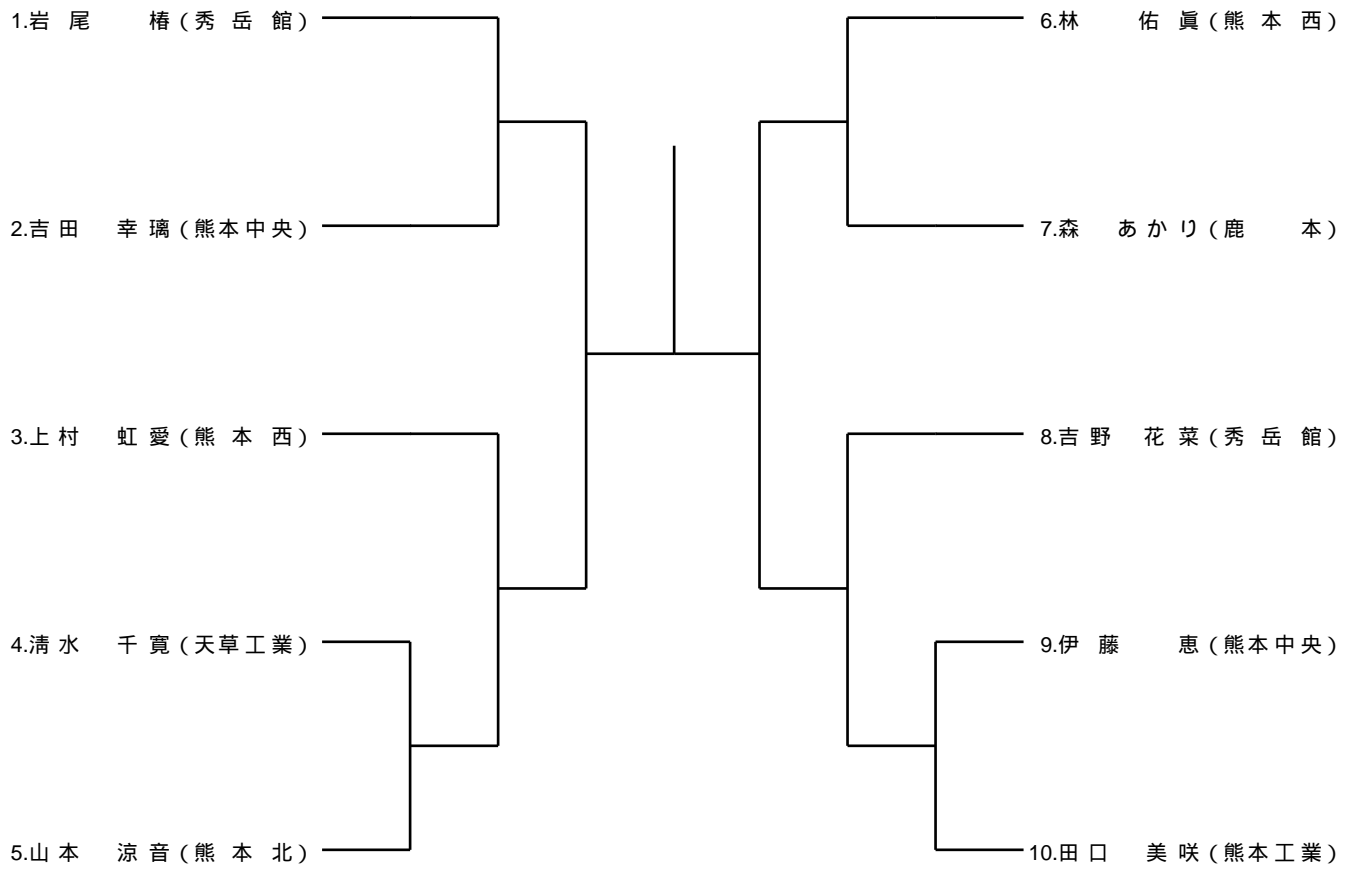 1.岩尾 椿(秀岳館)
2.吉田 幸璃(熊本中央)
3.上村 虹愛(熊本西)
4.淸水 千寛(天草工業)
5.山本 涼音(熊本北)
6.林 佑眞(熊本西)
7.森 あかり(鹿本)
8.吉野 花菜(秀岳館)
9.伊藤 恵(熊本中央)
10.田口 美咲(熊本工業)